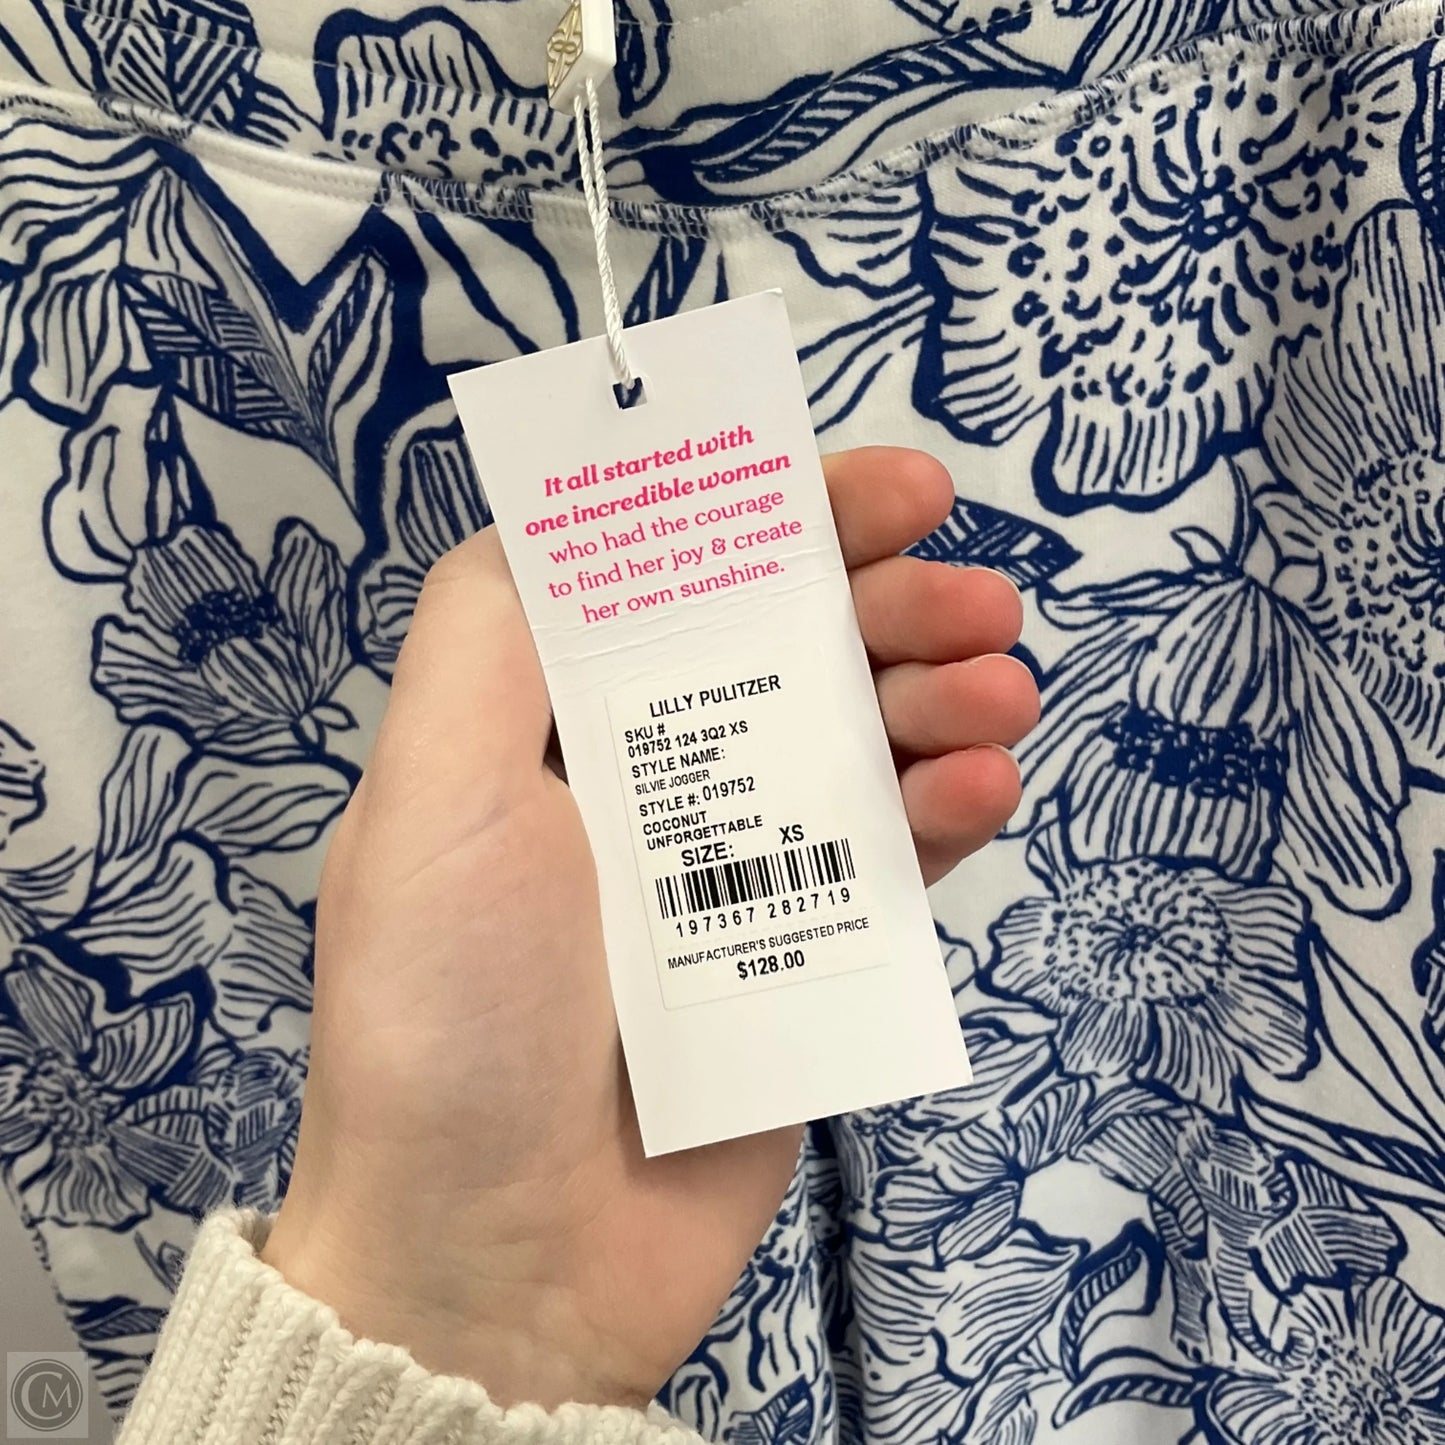 It all started with
one incredible woman
who had the courage
to find her joy & create
her own sunshine.
LILLY PULITZER
SKU #
019752 124 3Q2 XS
STYLE NAME:
SILVIE JOGGER
STYLE #: 019752
COCONUT
UNFORGETTABLE
SIZE: XS
197367 282719
MANUFACTURER'S SUGGESTED PRICE
$128.00
CM